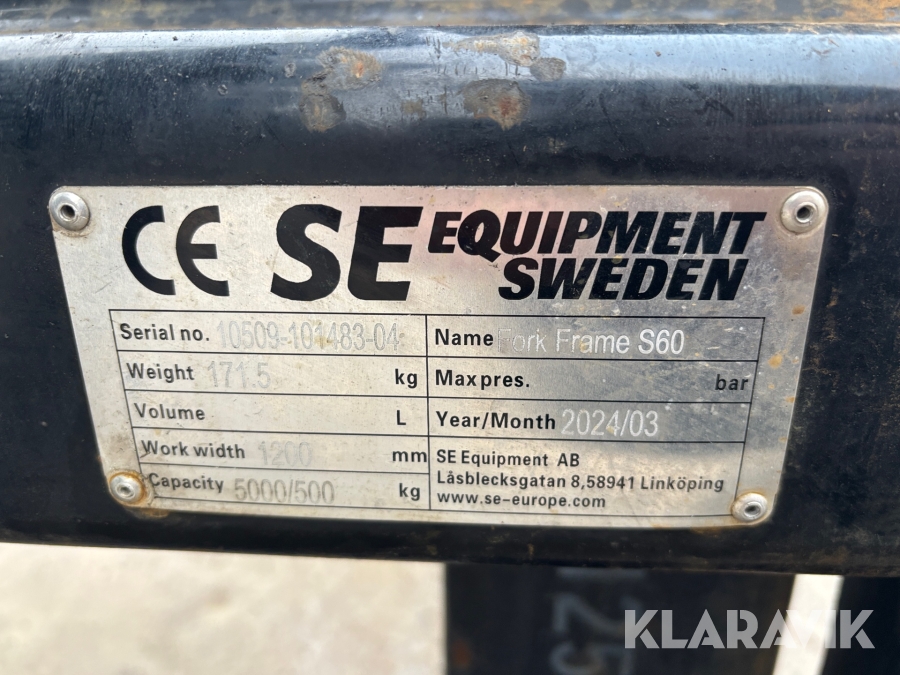 CE SE EQUIPMENT SWEDEN
Serial no. 10509-101483-04
Name Fork Frame S60
Weight 171.5 kg
Max pres. bar
Volume L
Year/Month 2024/03
Work width 1200 mm
Capacity 5000/500 kg
SE Equipment AB
Låsblecksgatan 8,58941 Linköping
www.se-europe.com
KLARAVIK